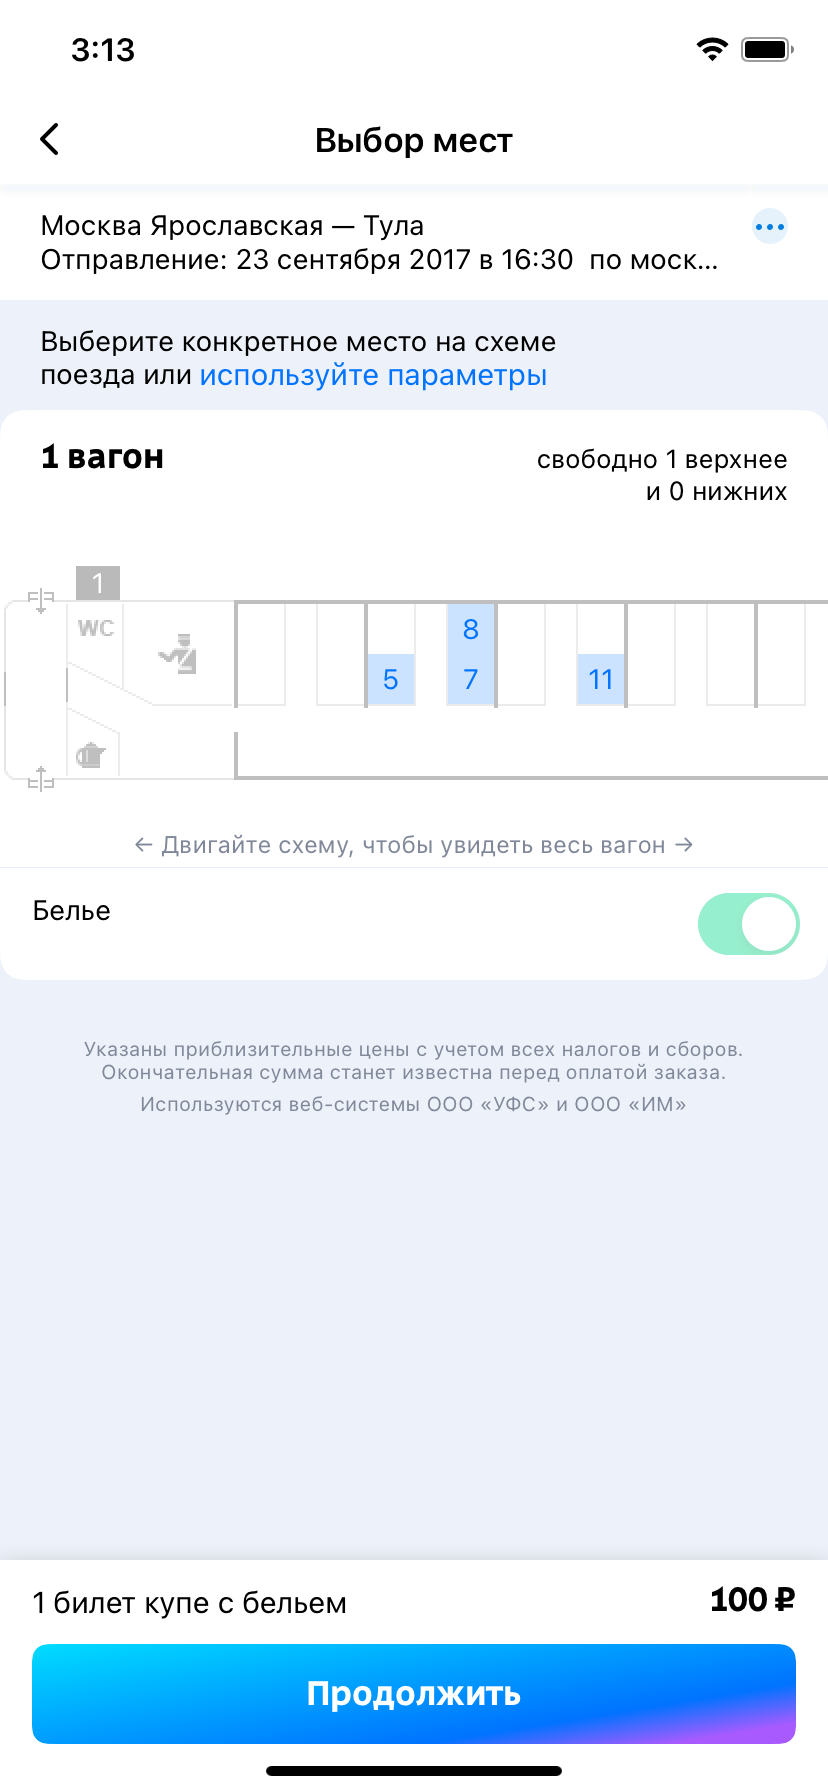 3:13
Выбор мест
Москва Ярославская — Тула
Отправление: 23 сентября 2017 в 16:30 по моск...
Выберите конкретное место на схеме
поезда или используйте параметры
1 вагон
свободно 1 верхнее
и 0 нижних
1
WC
8
5
7
11
← Двигайте схему, чтобы увидеть весь вагон →
Белье
Указаны приблизительные цены с учетом всех налогов и сборов.
Окончательная сумма станет известна перед оплатой заказа.
Используются веб-системы ООО «УФС» и ООО «ИМ»
1 билет купе с бельем
100 ₽
Продолжить